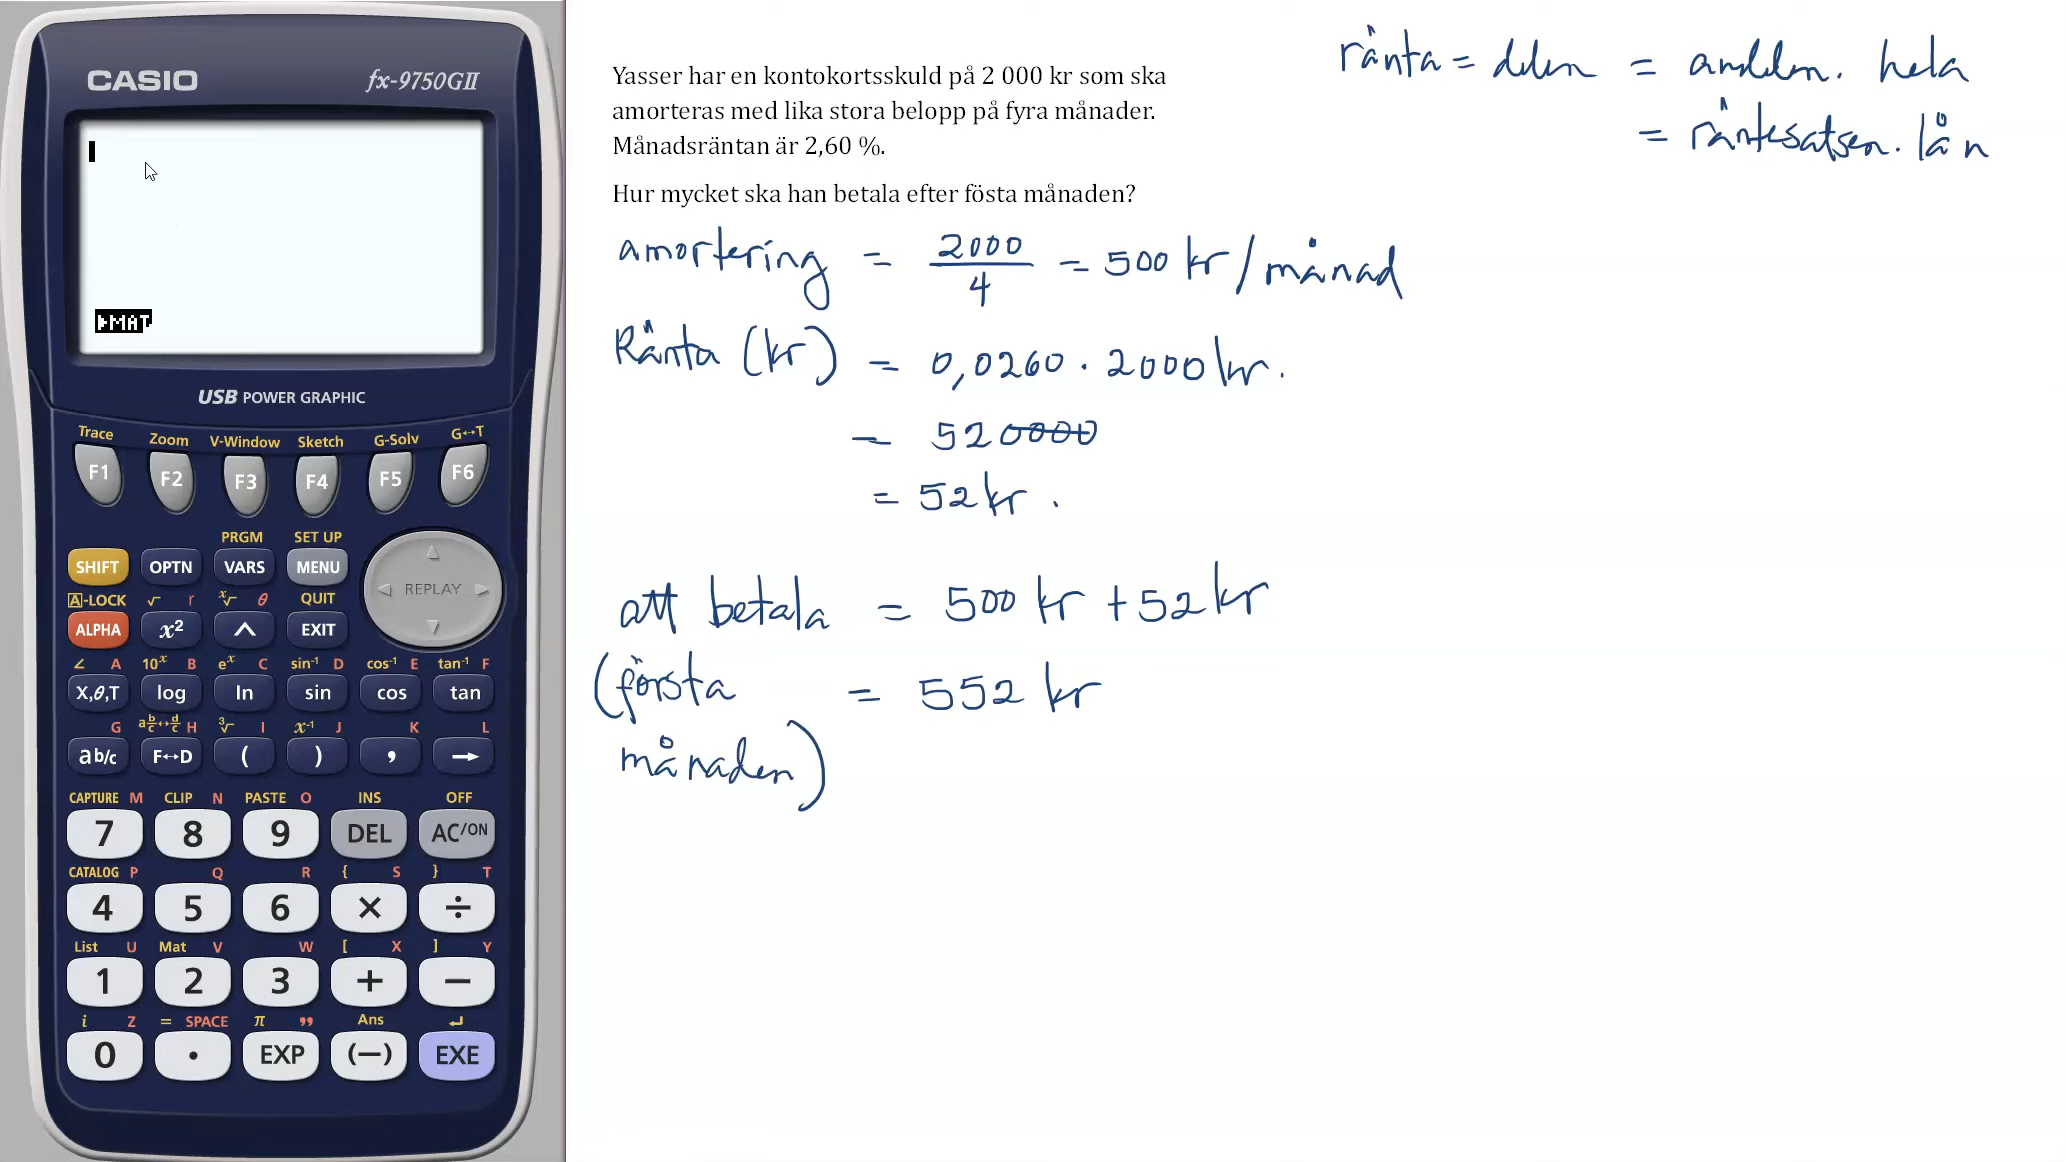 CASIO fx-9750GII
▶MAT
USB POWER GRAPHIC
Trace Zoom V-Window Sketch G-Solv G↔T
F1 F2 F3 F4 F5 F6
PRGM SET UP
SHIFT OPTN VARS MENU
REPLAY
A-LOCK √ r ˣ√ θ QUIT
ALPHA x² ^ EXIT
∠ A 10ˣ B eˣ C sin⁻¹ D cos⁻¹ E tan⁻¹ F
X,θ,T log ln sin cos tan
G a b/c↔d/c H ³√ I x⁻¹ J K L
a b/c F↔D ( ) , →
CAPTURE M CLIP N PASTE O INS OFF
7 8 9 DEL AC/ON
CATALOG P Q R { S } T
4 5 6 × ÷
List U Mat V W [ X ] Y
1 2 3 + −
i Z = SPACE π " Ans ↵
0 . EXP (−) EXE
Yasser har en kontokortsskuld på 2 000 kr som ska
amorteras med lika stora belopp på fyra månader.
Månadsräntan är 2,60 %.
Hur mycket ska han betala efter fösta månaden?
ränta = delen = andelen . hela
= räntesatsen . lån
amortering = 2000/4 = 500 kr/månad
Ränta (kr) = 0,0260 . 2000 kr.
= 520000
= 52 kr .
att betala = 500 kr + 52 kr
(första = 552 kr
månaden)